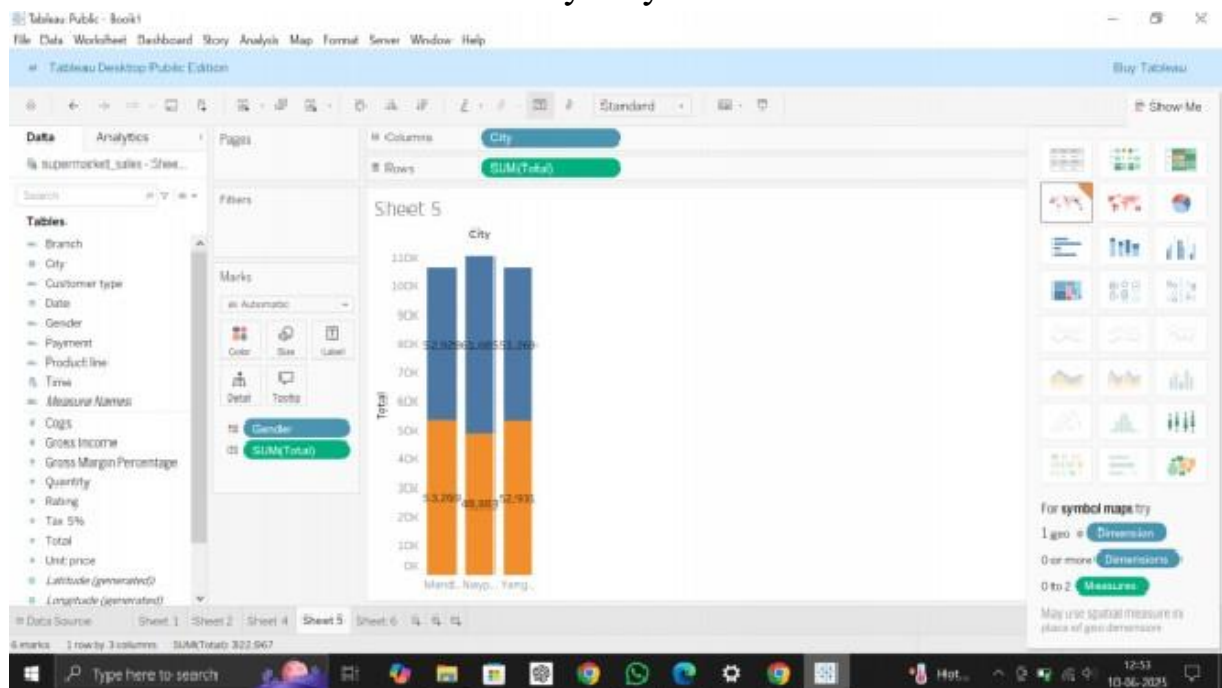 Tableau Public - Book1
File Data Worksheet Dashboard Story Analysis Map Format Server Window Help
Tableau Desktop Public Edition
Buy Tableau
Standard
Show Me
Data Analytics
Pages
Columns
City
supermarket_sales - Shee...
Rows
SUM(Total)
Search
Filters
Sheet 5
Tables
City
Branch
City
Customer type
Date
Gender
Payment
Product line
Time
Measure Names
Cogs
Gross Income
Gross Margin Percentage
Quantity
Rating
Tax 5%
Total
Unit price
Latitude (generated)
Longitude (generated)
Marks
Automatic
Color Size Label
Detail Tooltip
Gender
SUM(Total)
110K
100K
90K
80K
70K
60K
50K
40K
30K
20K
10K
0K
Total
52,931
Mand.. Nayp.. Yang..
For symbol maps try
1 geo Dimension
0 or more Dimensions
0 to 2 Measures
May use spatial measure in
place of geo dimension
Data Source Sheet 1 Sheet 2 Sheet 4 Sheet 5 Sheet 6
6 marks 1 row by 3 columns SUM(Total): 322,967
Type here to search
Hot...
12:53
10-06-2025